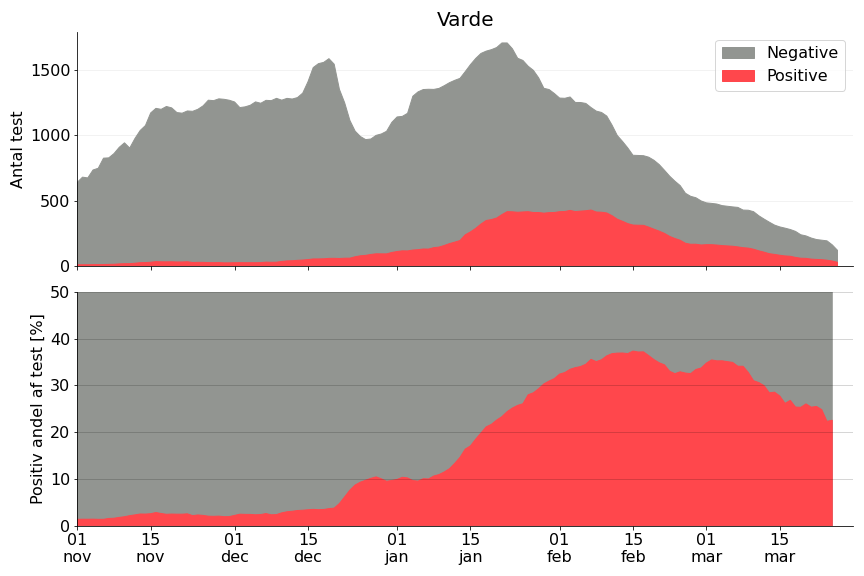 Varde
Antal test
1500
1000
500
0
Negative
Positive
Positiv andel af test [%]
50
40
30
20
10
0
01 15 01 15 01 15 01 15 01 15
nov nov dec dec jan jan feb feb mar mar